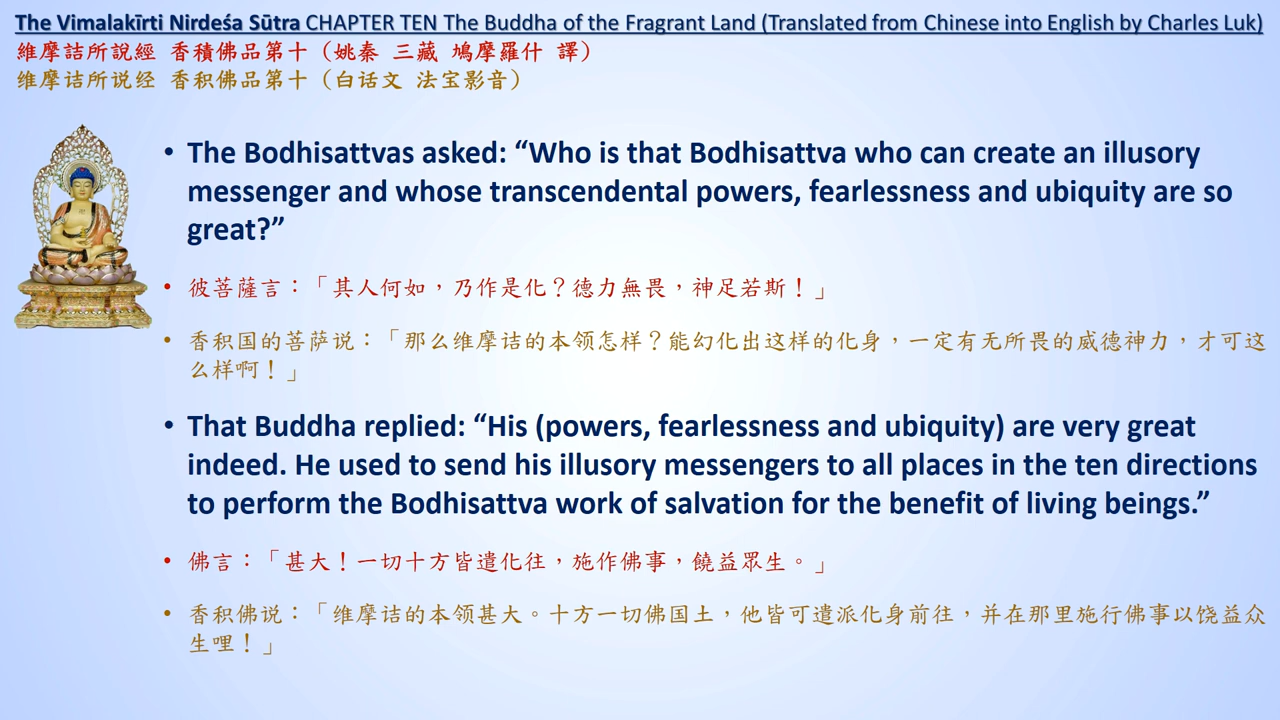 The Vimalakīrti Nirdeśa Sūtra CHAPTER TEN The Buddha of the Fragrant Land (Translated from Chinese into English by Charles Luk)
維摩詰所說經 香積佛品第十（姚秦 三藏 鳩摩羅什 譯）
维摩诘所说经 香积佛品第十（白话文 法宝影音）
• The Bodhisattvas asked: “Who is that Bodhisattva who can create an illusory
messenger and whose transcendental powers, fearlessness and ubiquity are so
great?”
• 彼菩薩言：「其人何如，乃作是化？德力無畏，神足若斯！」
• 香积国的菩萨说：「那么维摩诘的本领怎样？能幻化出这样的化身，一定有无所畏的威德神力，才可这
么样啊！」
• That Buddha replied: “His (powers, fearlessness and ubiquity) are very great
indeed. He used to send his illusory messengers to all places in the ten directions
to perform the Bodhisattva work of salvation for the benefit of living beings.”
• 佛言：「甚大！一切十方皆遣化往，施作佛事，饒益眾生。」
• 香积佛说：「维摩诘的本领甚大。十方一切佛国土，他皆可遣派化身前往，并在那里施行佛事以饶益众
生哩！」